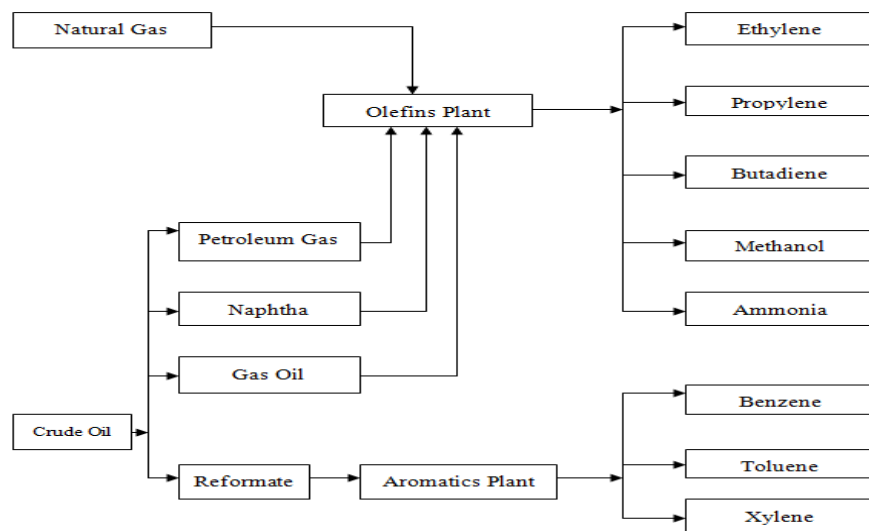 Natural Gas
Ethylene
Olefins Plant
Propylene
Butadiene
Petroleum Gas
Methanol
Naphtha
Ammonia
Gas Oil
Benzene
Crude Oil
Toluene
Reformate
Aromatics Plant
Xylene